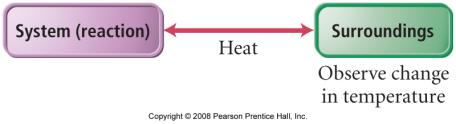 System (reaction)
Heat
Surroundings
Observe change
in temperature
Copyright © 2008 Pearson Prentice Hall, Inc.